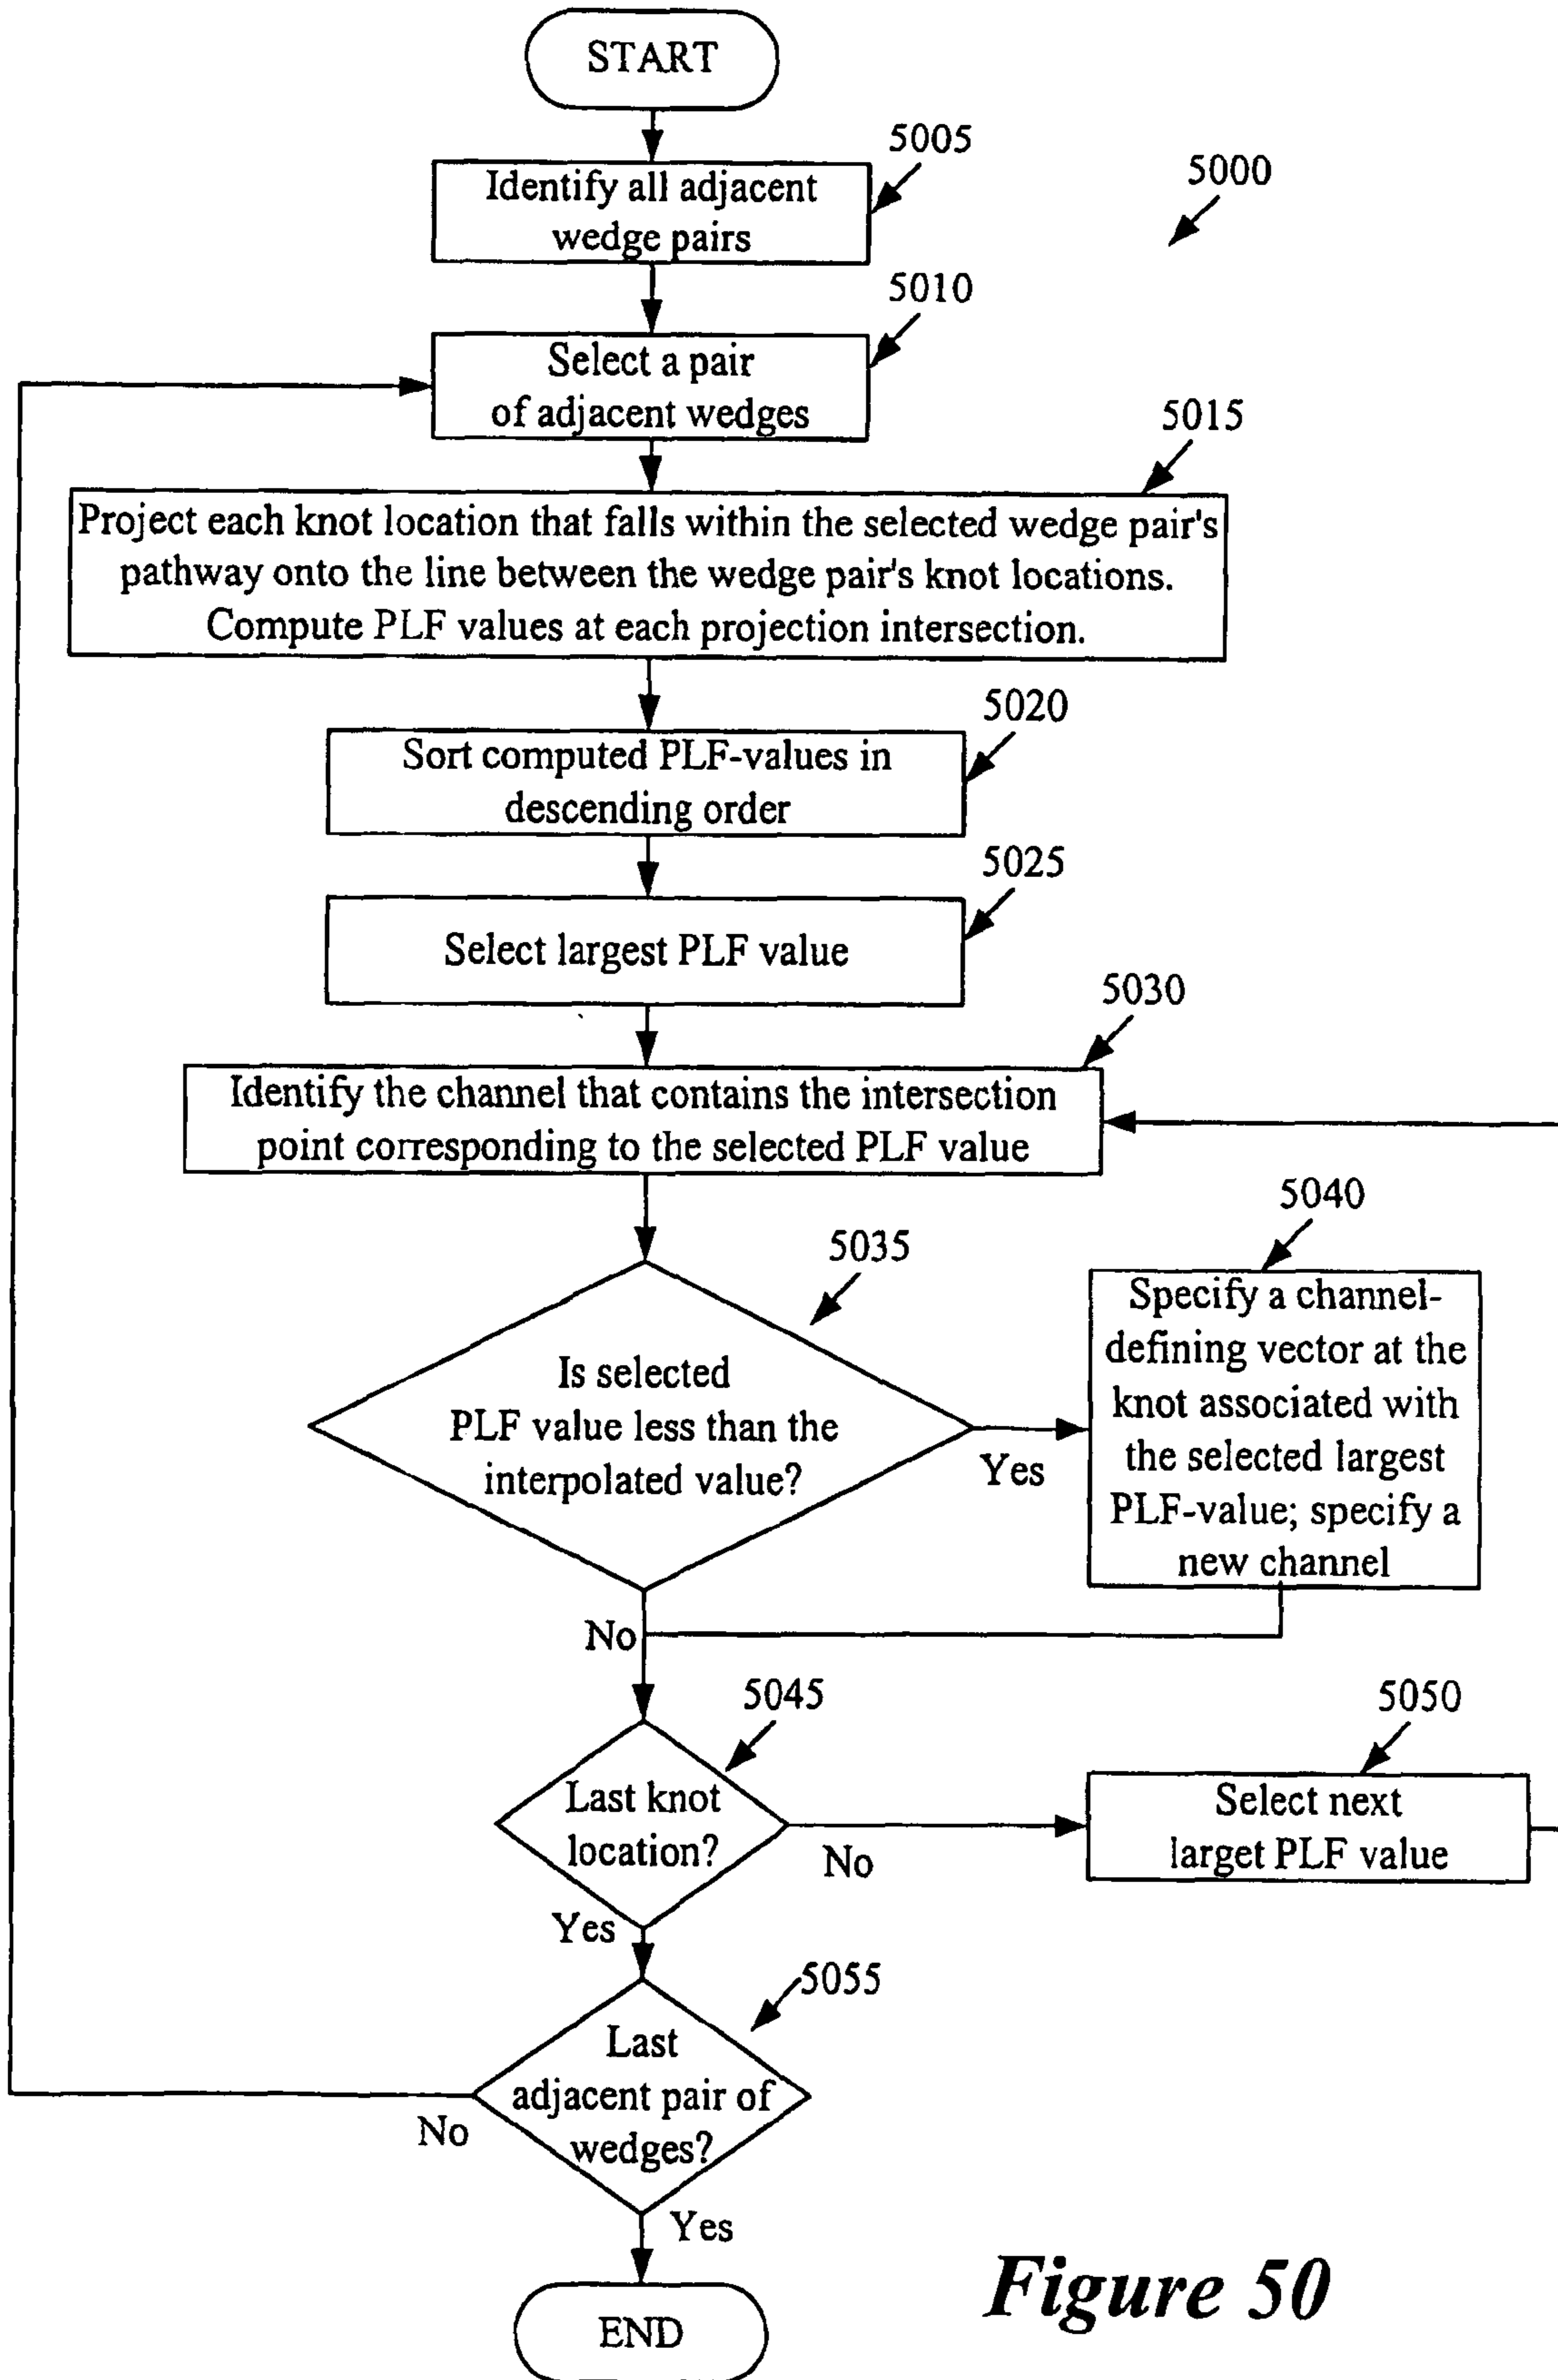 START
5005
Identify all adjacent
wedge pairs
5000
5010
Select a pair
of adjacent wedges
5015
Project each knot location that falls within the selected wedge pair's
pathway onto the line between the wedge pair's knot locations.
Compute PLF values at each projection intersection.
5020
Sort computed PLF-values in
descending order
5025
Select largest PLF value
5030
Identify the channel that contains the intersection
point corresponding to the selected PLF value
5035
Is selected
PLF value less than the
interpolated value?
Yes
5040
Specify a channel-
defining vector at the
knot associated with
the selected largest
PLF-value; specify a
new channel
No
5045
Last knot
location?
No
5050
Select next
larget PLF value
Yes
5055
Last
adjacent pair of
wedges?
No
Yes
END
Figure 50